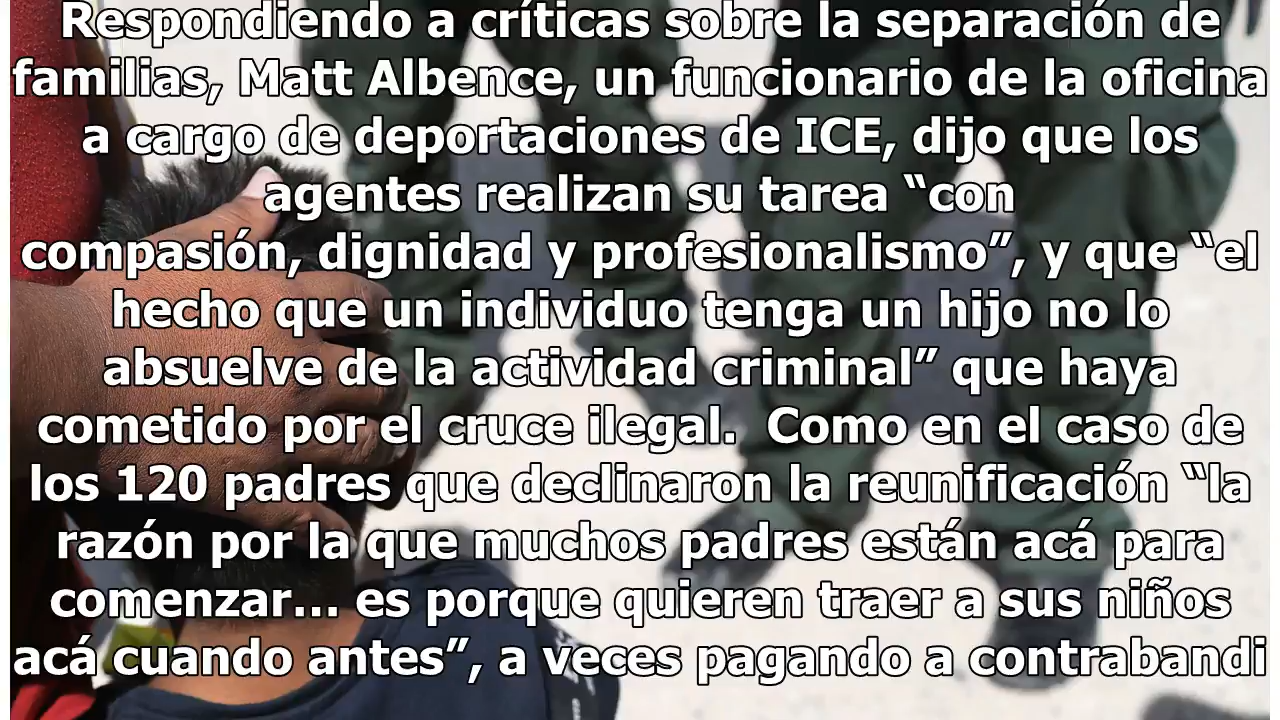 Respondiendo a críticas sobre la separación de
familias, Matt Albence, un funcionario de la oficina
a cargo de deportaciones de ICE, dijo que los
agentes realizan su tarea “con
compasión, dignidad y profesionalismo”, y que “el
hecho que un individuo tenga un hijo no lo
absuelve de la actividad criminal” que haya
cometido por el cruce ilegal.  Como en el caso de
los 120 padres que declinaron la reunificación “la
razón por la que muchos padres están acá para
comenzar... es porque quieren traer a sus niños
acá cuando antes”, a veces pagando a contrabandi